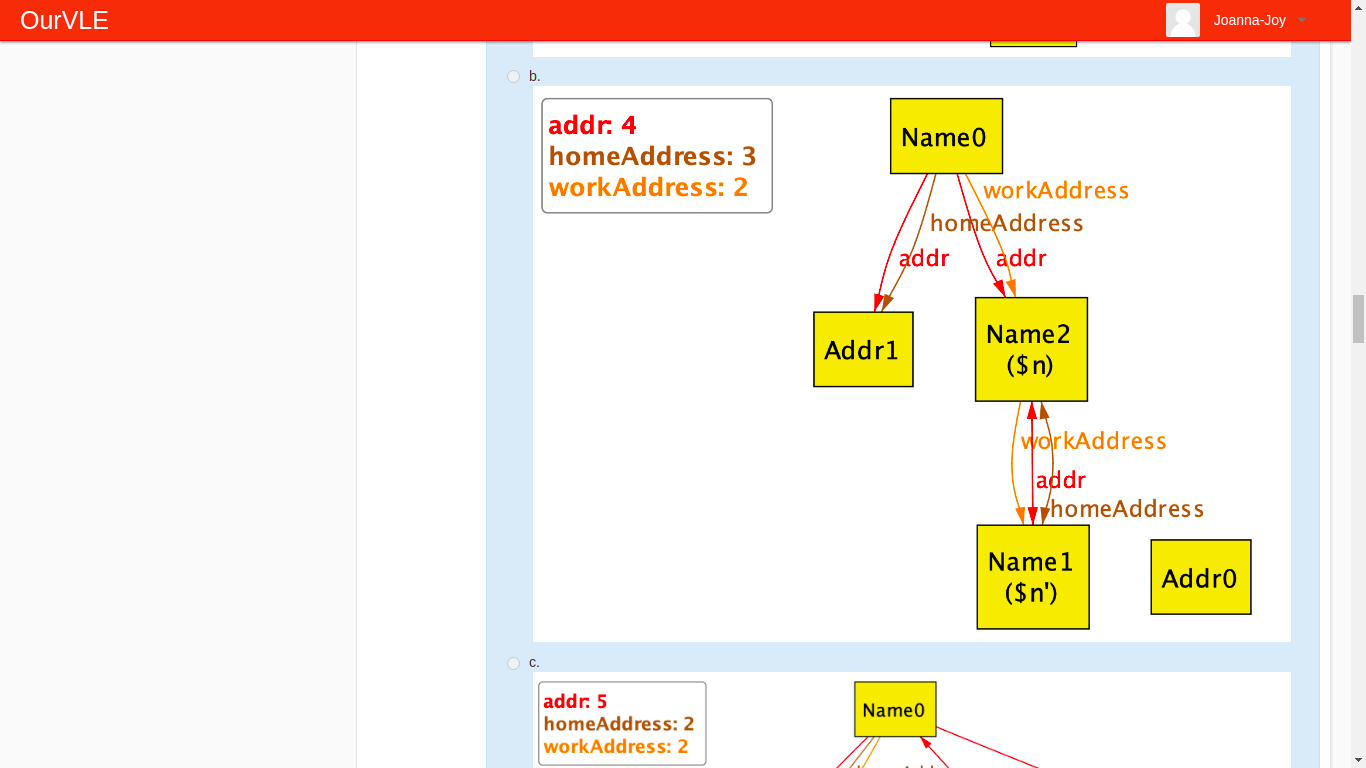 OurVLE
Joanna-Joy
b.
addr: 4
homeAddress: 3
workAddress: 2
Name0
workAddress
homeAddress
addr addr
Addr1
Name2
($n)
workAddress
addr
homeAddress
Name1
($n')
Addr0
c.
addr: 5
homeAddress: 2
workAddress: 2
Name0